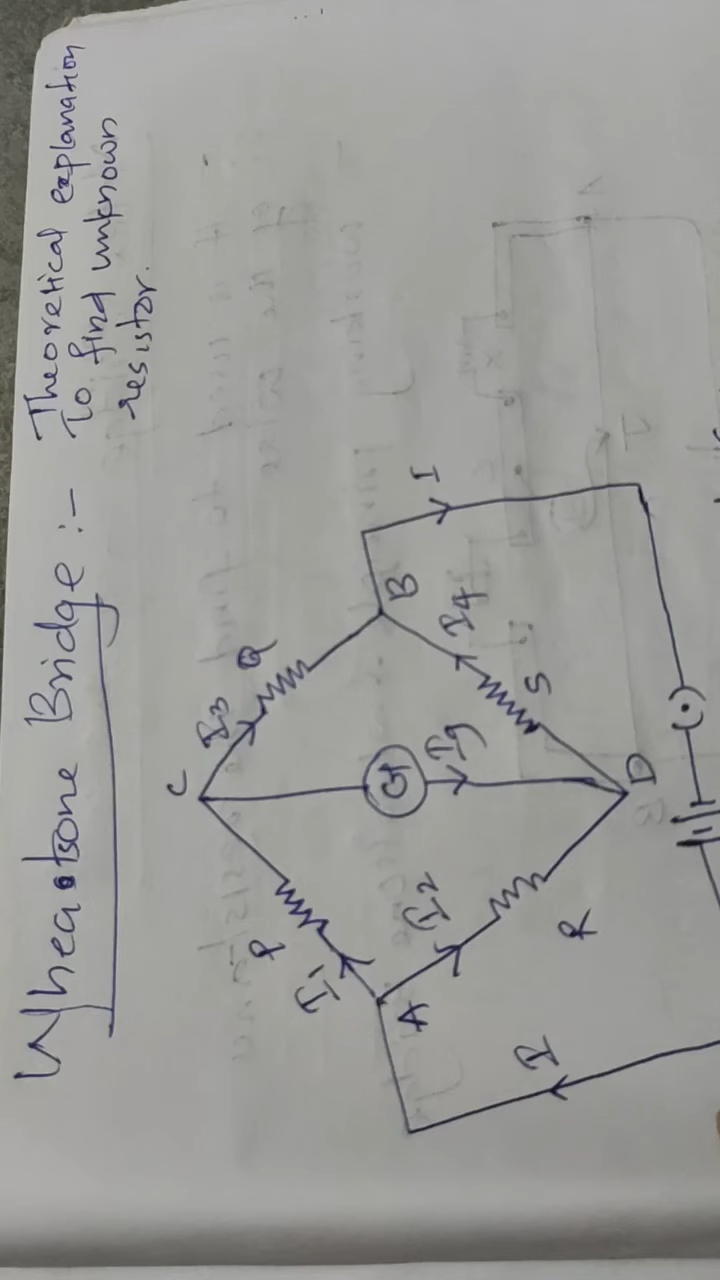 Wheatsone Bridge :- Theoretical explanation
To find unknown
resistor.
C
P
Q
I1
I3
A
G
B
I2
Ig
I4
R
S
D
I
I